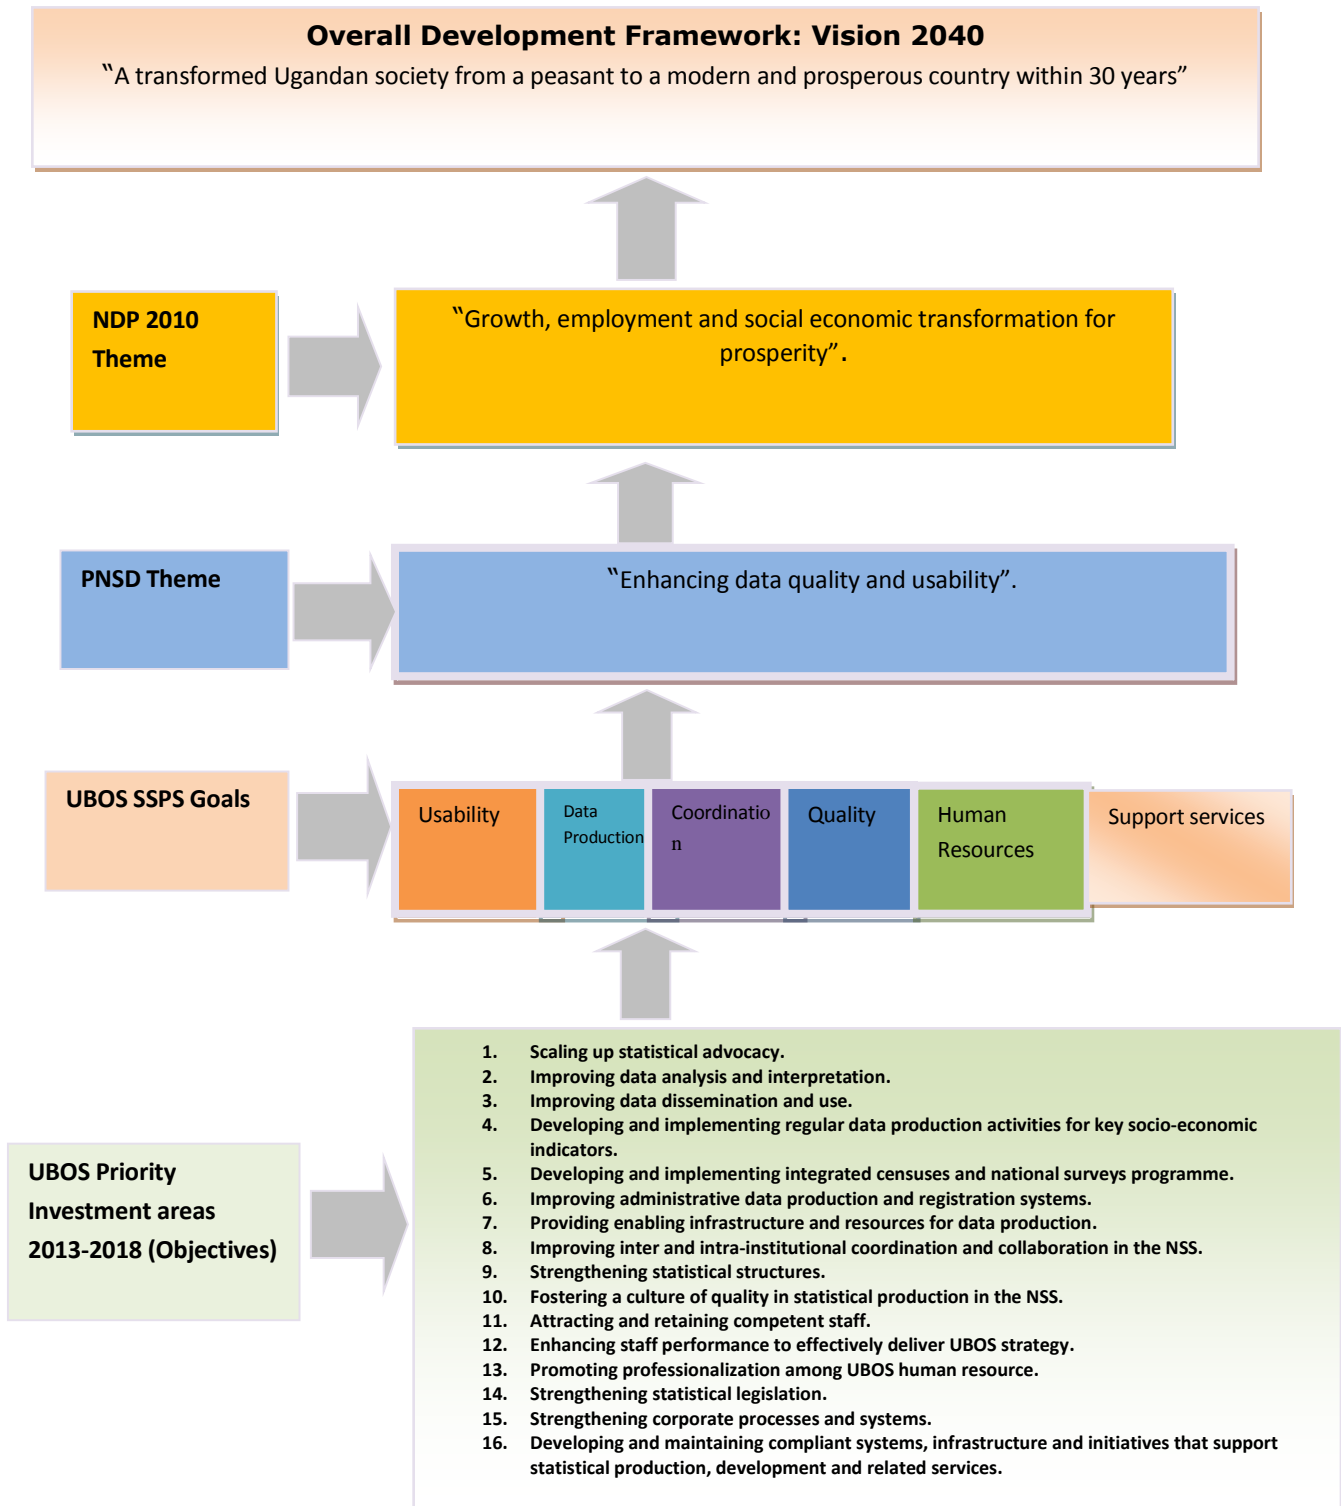 Overall Development Framework: Vision 2040
“A transformed Ugandan society from a peasant to a modern and prosperous country within 30 years”
NDP 2010
Theme
“Growth, employment and social economic transformation for
prosperity”.
PNSD Theme
“Enhancing data quality and usability”.
UBOS SSPS Goals
Usability
Data
Production
Coordinatio
n
Quality
Human
Resources
Support services
UBOS Priority
Investment areas
2013-2018 (Objectives)
1. Scaling up statistical advocacy.
2. Improving data analysis and interpretation.
3. Improving data dissemination and use.
4. Developing and implementing regular data production activities for key socio-economic
indicators.
5. Developing and implementing integrated censuses and national surveys programme.
6. Improving administrative data production and registration systems.
7. Providing enabling infrastructure and resources for data production.
8. Improving inter and intra-institutional coordination and collaboration in the NSS.
9. Strengthening statistical structures.
10. Fostering a culture of quality in statistical production in the NSS.
11. Attracting and retaining competent staff.
12. Enhancing staff performance to effectively deliver UBOS strategy.
13. Promoting professionalization among UBOS human resource.
14. Strengthening statistical legislation.
15. Strengthening corporate processes and systems.
16. Developing and maintaining compliant systems, infrastructure and initiatives that support
statistical production, development and related services.